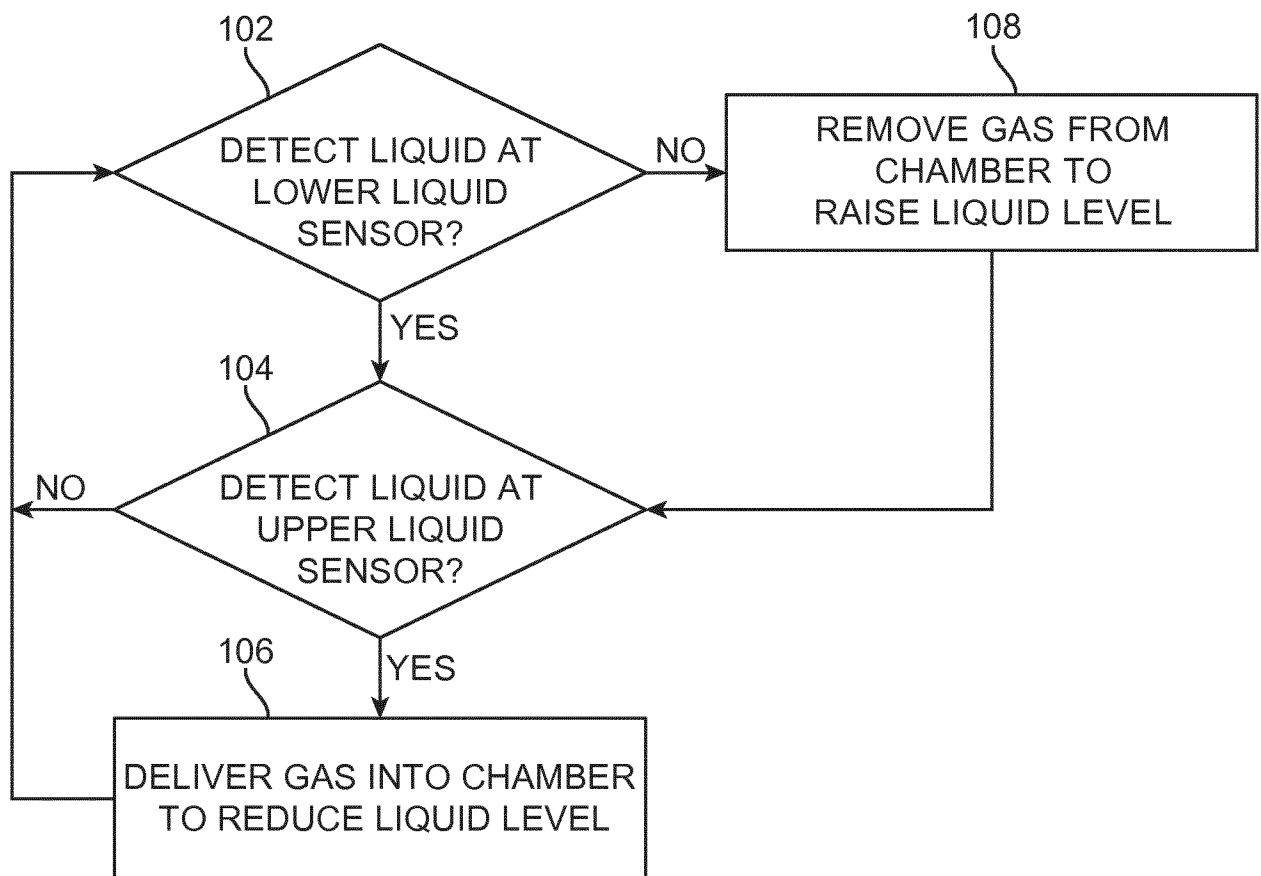 102
DETECT LIQUID AT
LOWER LIQUID
SENSOR?
NO
108
REMOVE GAS FROM
CHAMBER TO
RAISE LIQUID LEVEL
YES
104
DETECT LIQUID AT
UPPER LIQUID
SENSOR?
NO
YES
106
DELIVER GAS INTO CHAMBER
TO REDUCE LIQUID LEVEL